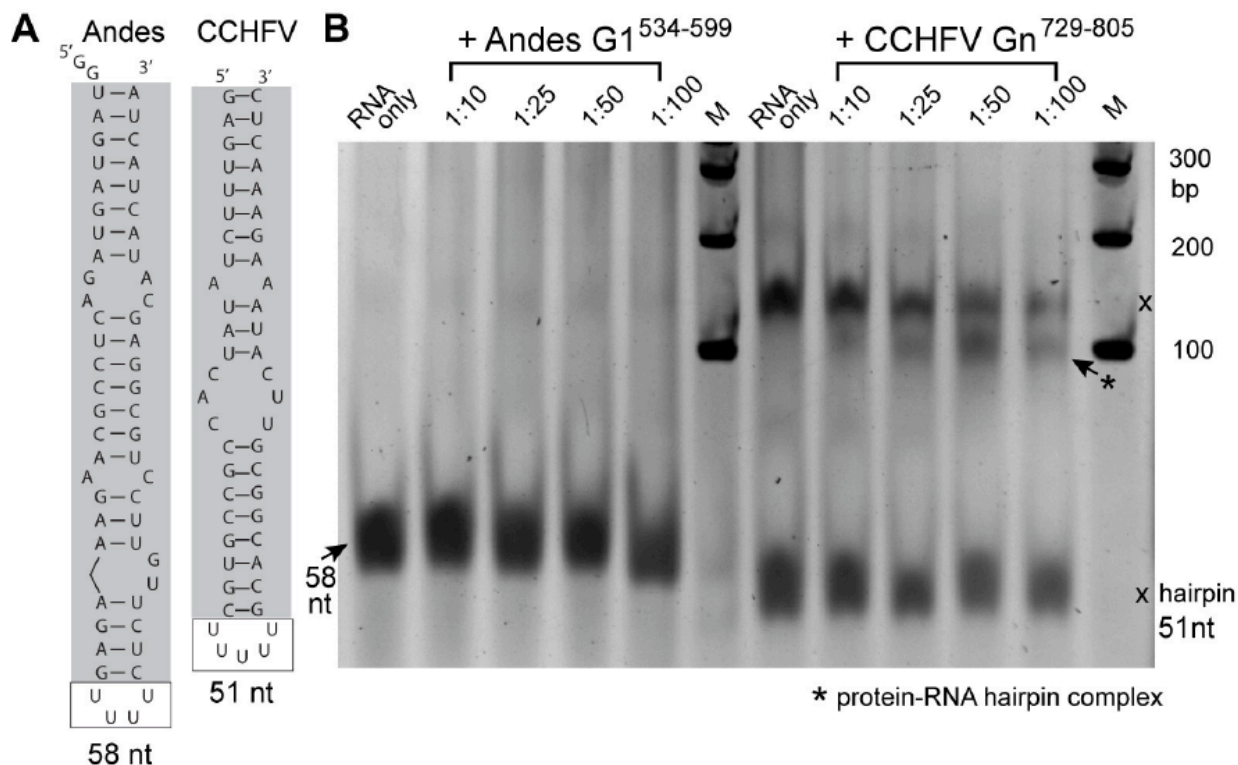 A
Andes
5'
G
G
3'
U–A
A–U
G–C
U–A
A–U
G–C
U–A
A–U
G A
A C
C–G
U–A
C–G
C–G
G–C
C–G
A–U
A C
G–C
A–U
A–U
G
U
A–U
G–C
A–U
G–C
U U
U U
58 nt
CCHFV
5' 3'
G–C
A–U
G–C
U–A
U–A
U–A
C–G
U–A
A A
U–A
A–U
U–A
C C
A U
C U
C–G
G–C
C–G
C–G
G–C
U–A
G–C
C–G
U U
U U U
51 nt
B
+ Andes G1534-599
+ CCHFV Gn729-805
RNA only 1:10 1:25 1:50 1:100 M RNA only 1:10 1:25 1:50 1:100 M
300
bp
200
x
100
*
58
nt
x hairpin
51nt
* protein-RNA hairpin complex